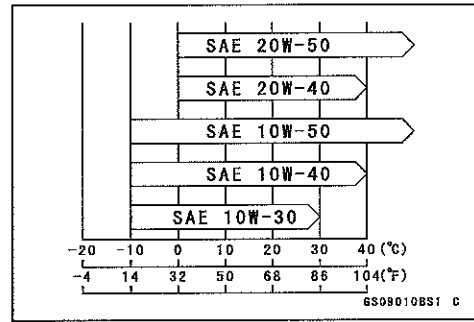 SAE 20W-50
SAE 20W-40
SAE 10W-50
SAE 10W-40
SAE 10W-30
-20 -10 0 10 20 30 40 (°C)
-4 14 32 50 68 86 104 (°F)
GS09010BS1 C